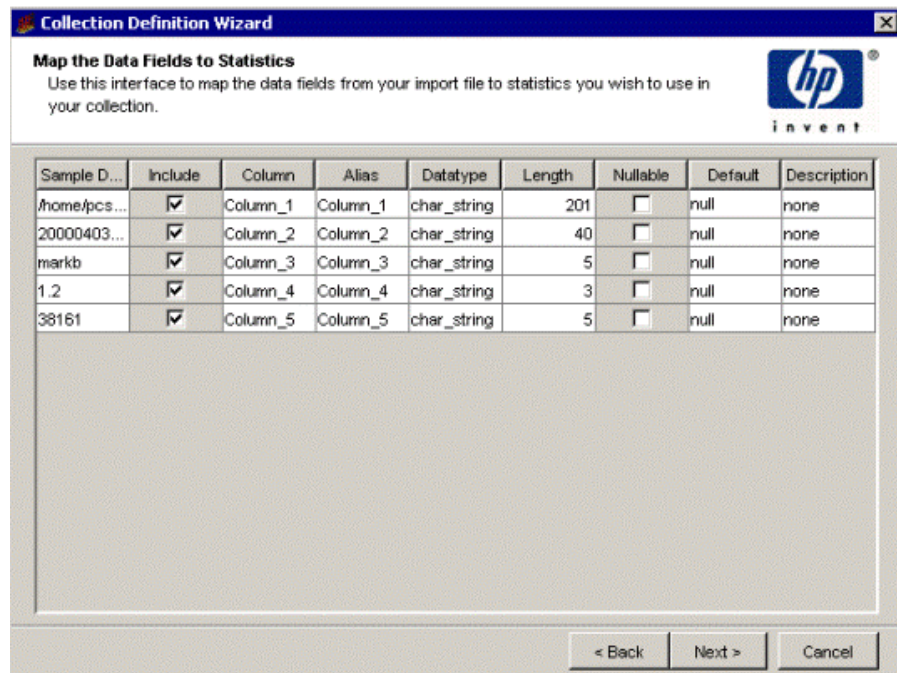 Collection Definition Wizard
Map the Data Fields to Statistics
Use this interface to map the data fields from your import file to statistics you wish to use in
your collection.
hp ®
invent
Sample D... Include Column Alias Datatype Length Nullable Default Description
/home/pcs... Column_1 Column_1 char_string 201 null none
20000403... Column_2 Column_2 char_string 40 null none
markb Column_3 Column_3 char_string 5 null none
1.2 Column_4 Column_4 char_string 3 null none
38161 Column_5 Column_5 char_string 5 null none
< Back Next > Cancel